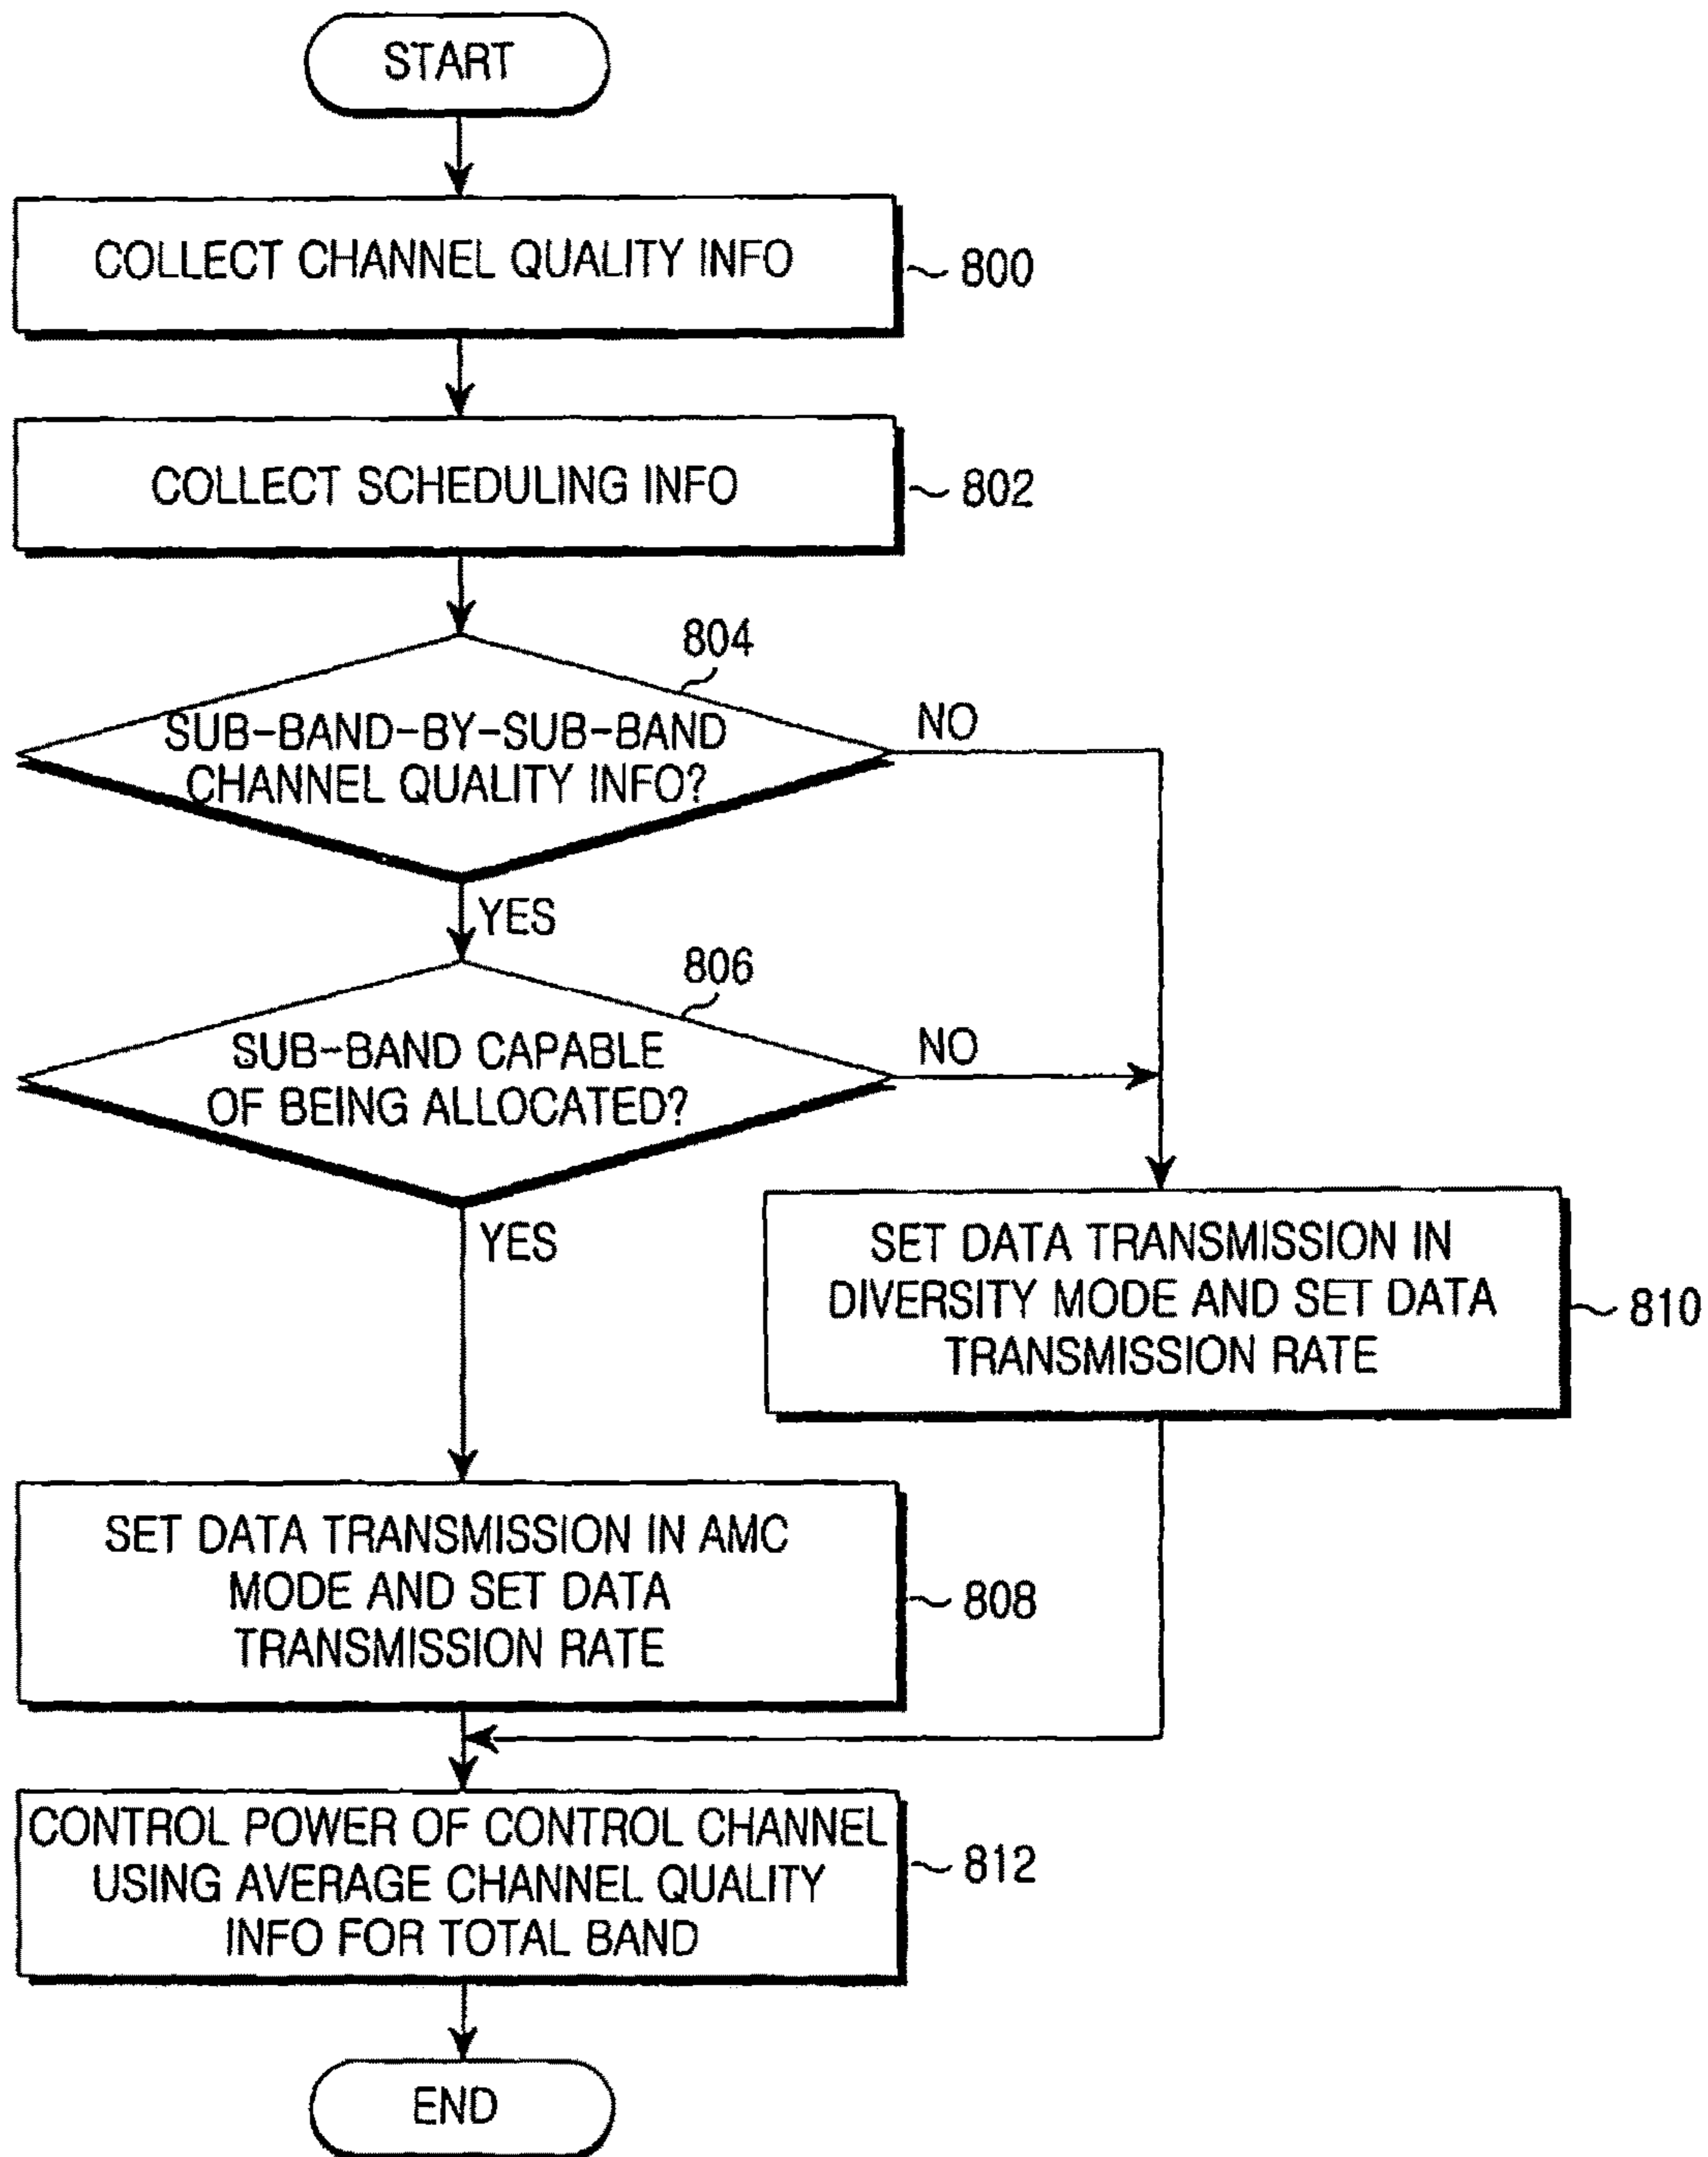 START
COLLECT CHANNEL QUALITY INFO
800
COLLECT SCHEDULING INFO
802
804
SUB-BAND-BY-SUB-BAND
CHANNEL QUALITY INFO?
NO
YES
806
SUB-BAND CAPABLE
OF BEING ALLOCATED?
NO
YES
SET DATA TRANSMISSION IN
DIVERSITY MODE AND SET DATA
TRANSMISSION RATE
810
SET DATA TRANSMISSION IN AMC
MODE AND SET DATA
TRANSMISSION RATE
808
CONTROL POWER OF CONTROL CHANNEL
USING AVERAGE CHANNEL QUALITY
INFO FOR TOTAL BAND
812
END